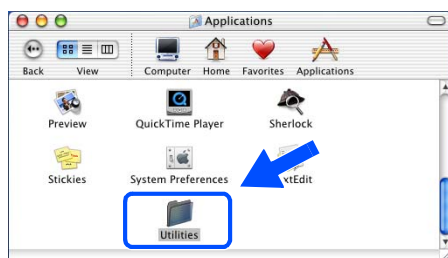 Applications
Back View Computer Home Favorites Applications
Preview QuickTime Player Sherlock
Stickies System Preferences xtEdit
Utilities